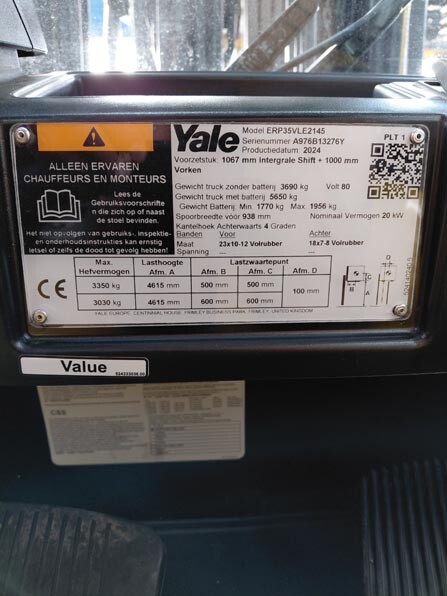 ALLEEN ERVAREN
CHAUFFEURS EN MONTEURS
Lees de
Gebruiksvoorschrifte
n die zich op of naast
de stoel bevinden.
Het niet opvolgen van gebruiks-, inspektie-
en onderhoudsinstrukties kan ernstig
letsel of zelfs de dood tot gevolg hebben.
Yale
Model ERP35VLE2145
Serienummer A976B13276Y
Productiedatum 2024
PLT 1
Voorzetstuk: 1067 mm Intergrale Shift + 1000 mm
Vorken
Gewicht truck zonder batterij 3690 kg Volt 80
Gewicht truck met batterij 5650 kg
Gewicht Batterij Min. 1770 kg Max. 1956 kg
Spoorbreedte vóór 938 mm Nominaal Vermogen 20 kW
Kantelhoek Achterwaarts 4 Graden
Banden Voor Achter
Maat 23x10-12 Volrubber 18x7-8 Volrubber
Spanning --- ---
Max. Hefvermogen Lasthoogte Lastzwaartepunt
Afm. A Afm. B Afm. C Afm. D
3350 kg 4615 mm 500 mm 500 mm 100 mm
3030 kg 4615 mm 600 mm 600 mm
D
C
B
A
CE
YALE EUROPE, CENTENNIAL HOUSE, FRIMLEY BUSINESS PARK, FRIMLEY, UNITED KINGDOM
Value
CSS